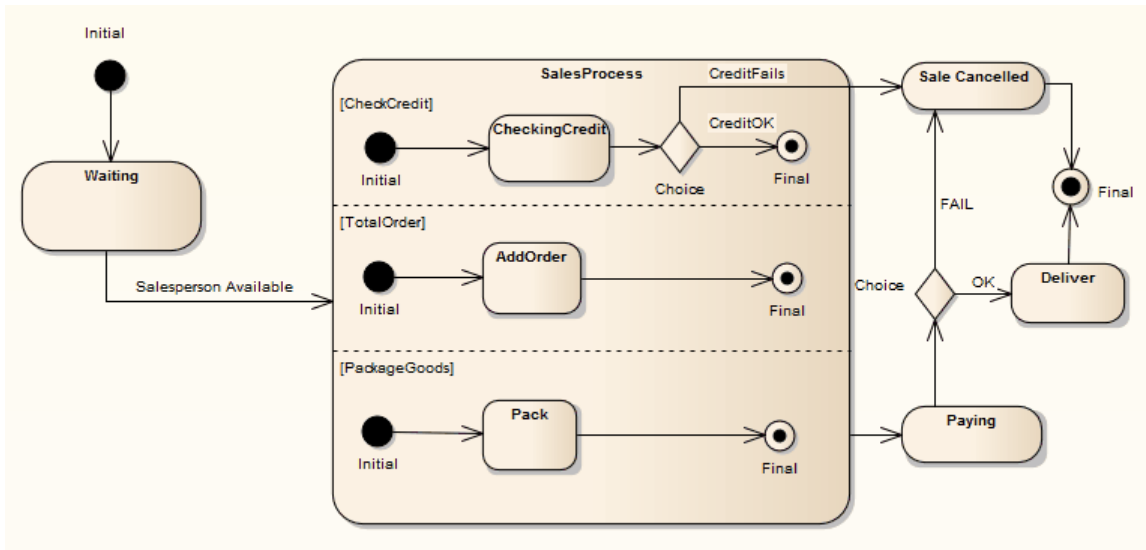 Initial
Waiting
Salesperson Available
SalesProcess
[CheckCredit]
Initial
CheckingCredit
CreditFails
CreditOK
Choice
Final
[TotalOrder]
Initial
AddOrder
Final
[PackageGoods]
Initial
Pack
Final
Sale Cancelled
Final
FAIL
Choice
OK
Deliver
Paying